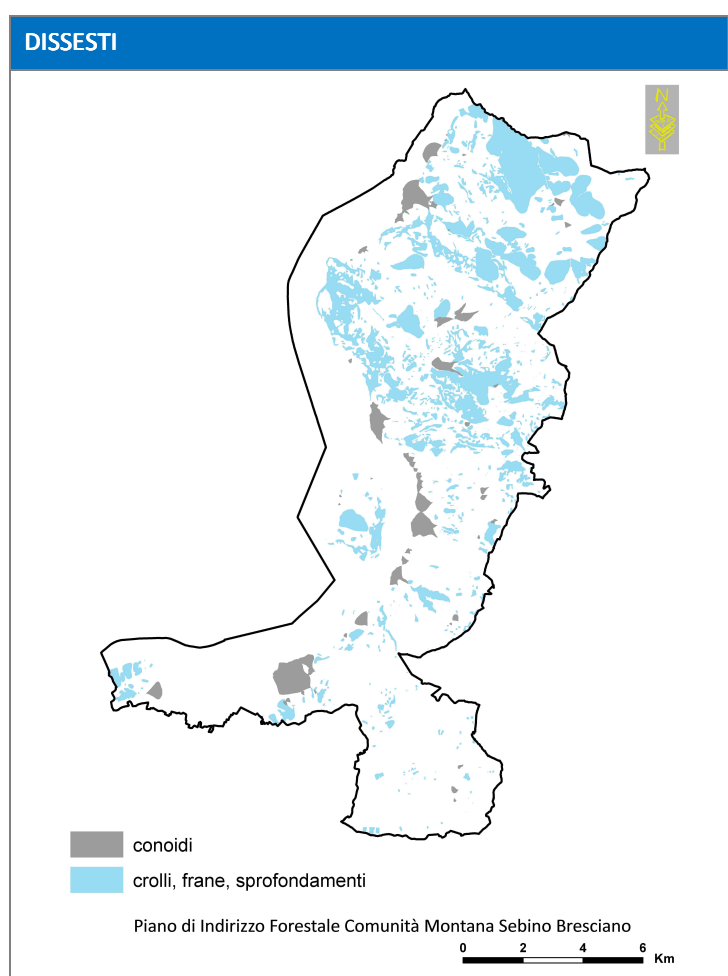 DISSESTI
N
conoidi
crolli, frane, sprofondamenti
Piano di Indirizzo Forestale Comunità Montana Sebino Bresciano
0 2 4 6 Km